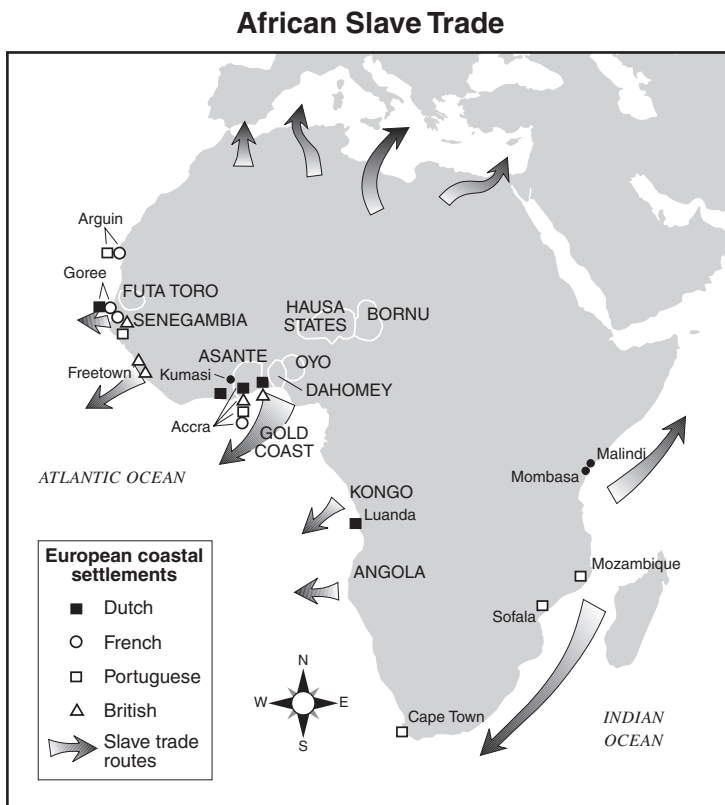 African Slave Trade
Arguin
Goree
FUTA TORO
SENEGAMBIA
HAUSA
STATES
BORNU
ASANTE
OYO
Kumasi
Freetown
DAHOMEY
Accra
GOLD
COAST
ATLANTIC OCEAN
Malindi
Mombasa
KONGO
Luanda
ANGOLA
Mozambique
Sofala
Cape Town
INDIAN
OCEAN
European coastal
settlements
Dutch
French
Portuguese
British
Slave trade
routes
N
W
E
S